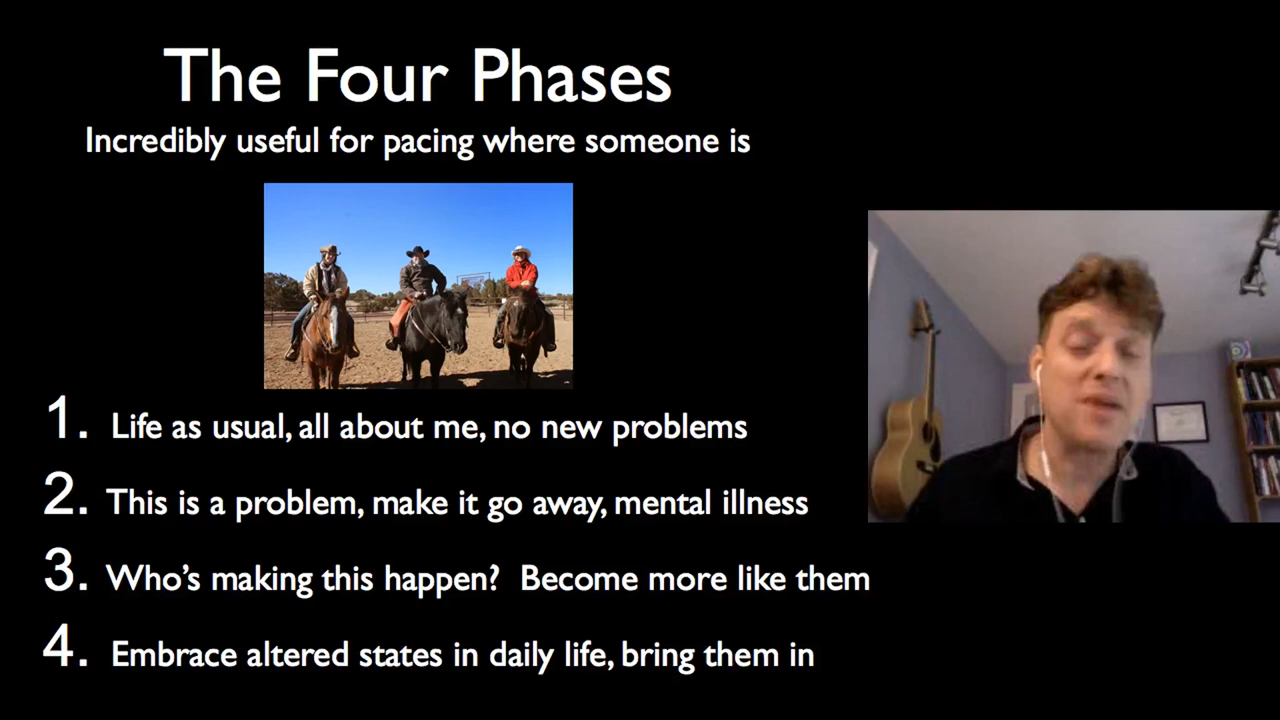 The Four Phases
Incredibly useful for pacing where someone is
1. Life as usual, all about me, no new problems
2. This is a problem, make it go away, mental illness
3. Who's making this happen?  Become more like them
4. Embrace altered states in daily life, bring them in